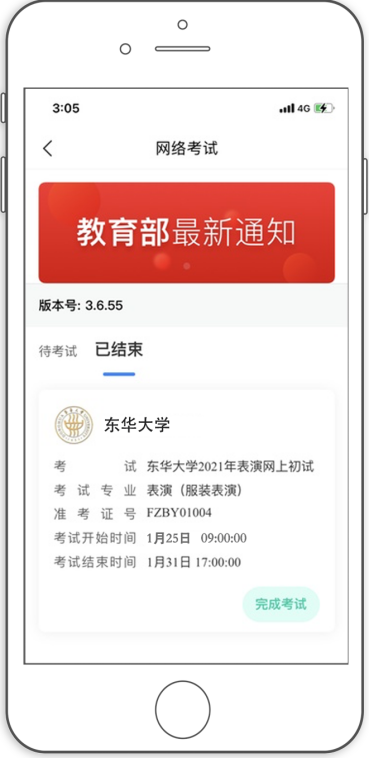 3:05 4G
网络考试
教育部最新通知
版本号: 3.6.55
待考试 已结束
东华大学
考试 东华大学2021年表演网上初试
考试专业 表演（服装表演）
准考证号 FZBY01004
考试开始时间 1月25日 09:00:00
考试结束时间 1月31日 17:00:00
完成考试